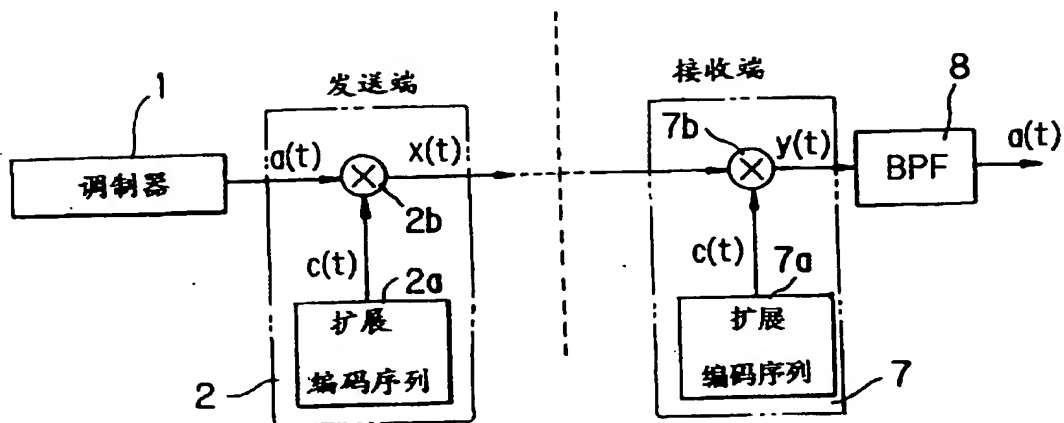 1
发送端
接收端
8
调制器
a(t)
x(t)
2b
c(t)
2a
扩展
编码序列
2
7b
y(t)
BPF
a(t)
c(t)
7a
扩展
编码序列
7